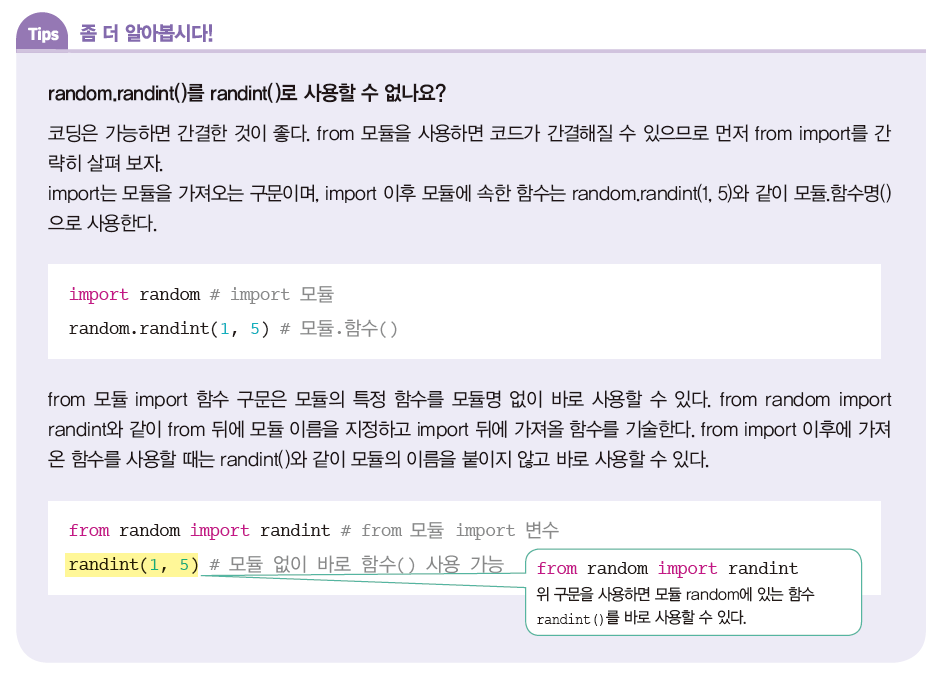 Tips 좀 더 알아봅시다!
random.randint()를 randint()로 사용할 수 없나요?
코딩은 가능하면 간결한 것이 좋다. from 모듈을 사용하면 코드가 간결해질 수 있으므로 먼저 from import를 간
략히 살펴 보자.
import는 모듈을 가져오는 구문이며, import 이후 모듈에 속한 함수는 random.randint(1, 5)와 같이 모듈.함수명()
으로 사용한다.
import random # import 모듈
random.randint(1, 5) # 모듈.함수()
from 모듈 import 함수 구문은 모듈의 특정 함수를 모듈명 없이 바로 사용할 수 있다. from random import
randint와 같이 from 뒤에 모듈 이름을 지정하고 import 뒤에 가져올 함수를 기술한다. from import 이후에 가져
온 함수를 사용할 때는 randint()와 같이 모듈의 이름을 붙이지 않고 바로 사용할 수 있다.
from random import randint # from 모듈 import 변수
randint(1, 5) # 모듈 없이 바로 함수() 사용 가능
from random import randint
위 구문을 사용하면 모듈 random에 있는 함수
randint()를 바로 사용할 수 있다.